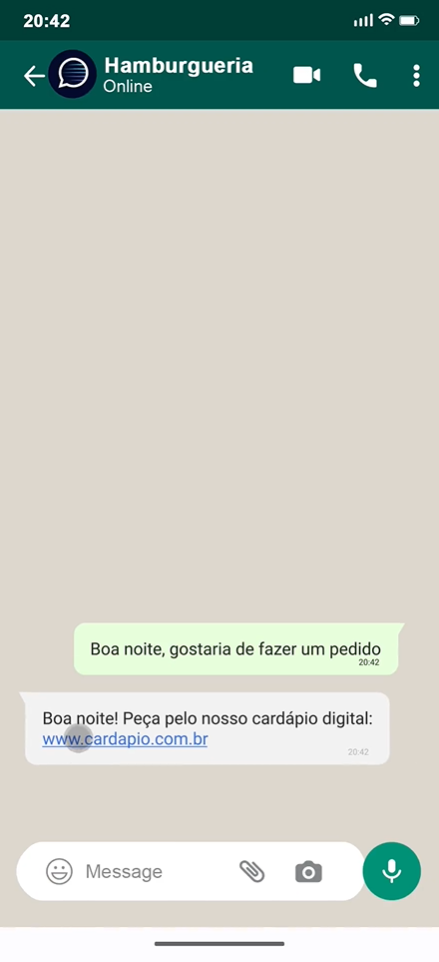 20:42
Hamburgueria
Online
Boa noite, gostaria de fazer um pedido
20:42
Boa noite! Peça pelo nosso cardápio digital:
www.cardapio.com.br
20:42
Message